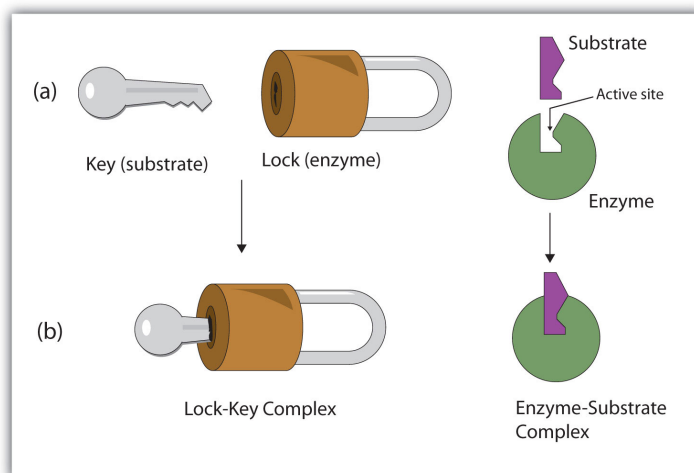 (a)
Key (substrate)
Lock (enzyme)
Substrate
Active site
Enzyme
(b)
Lock-Key Complex
Enzyme-Substrate
Complex